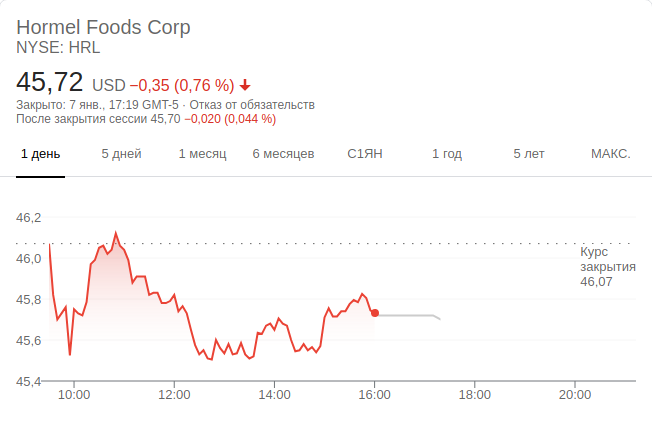 Hormel Foods Corp
NYSE: HRL
45,72 USD −0,35 (0,76 %)
Закрыто: 7 янв., 17:19 GMT-5 · Отказ от обязательств
После закрытия сессии 45,70 −0,020 (0,044 %)
1 день 5 дней 1 месяц 6 месяцев С1ЯН 1 год 5 лет МАКС.
46,2
46,0
45,8
45,6
45,4
Курс
закрытия
46,07
10:00 12:00 14:00 16:00 18:00 20:00